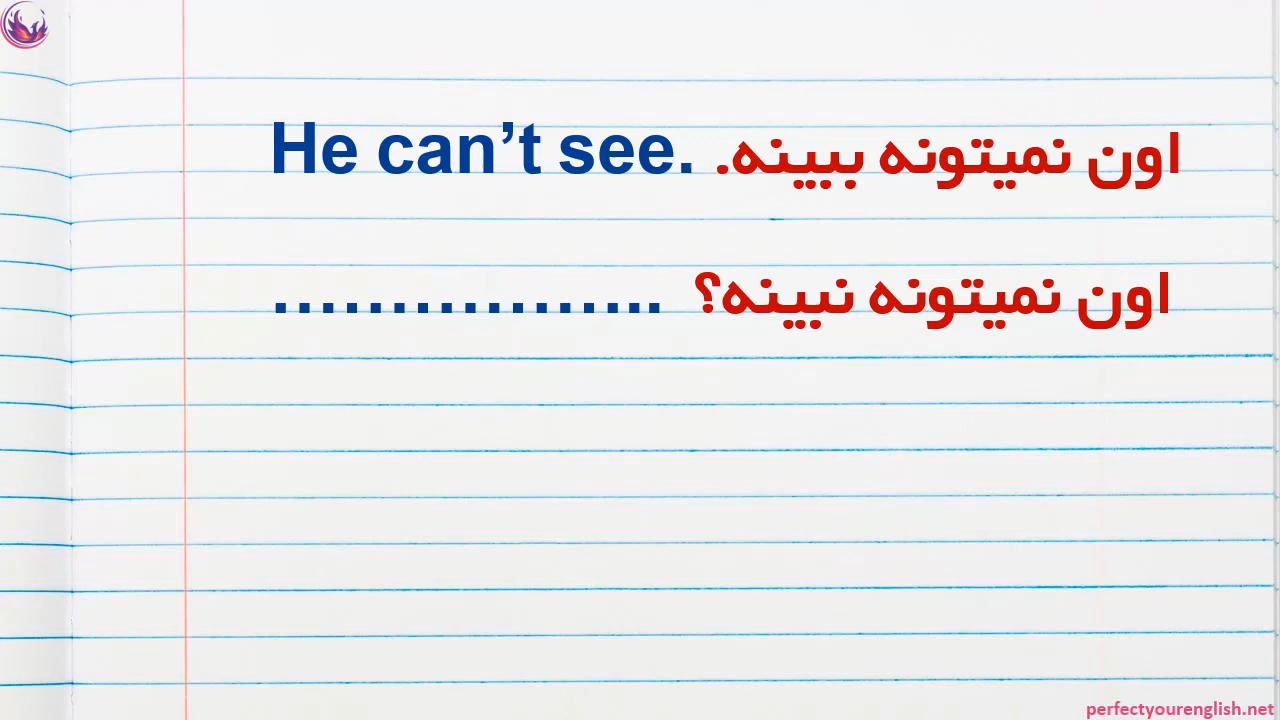 He can’t see. اون نمیتونه ببینه.
................. اون نمیتونه نبینه؟
perfectyourenglish.net